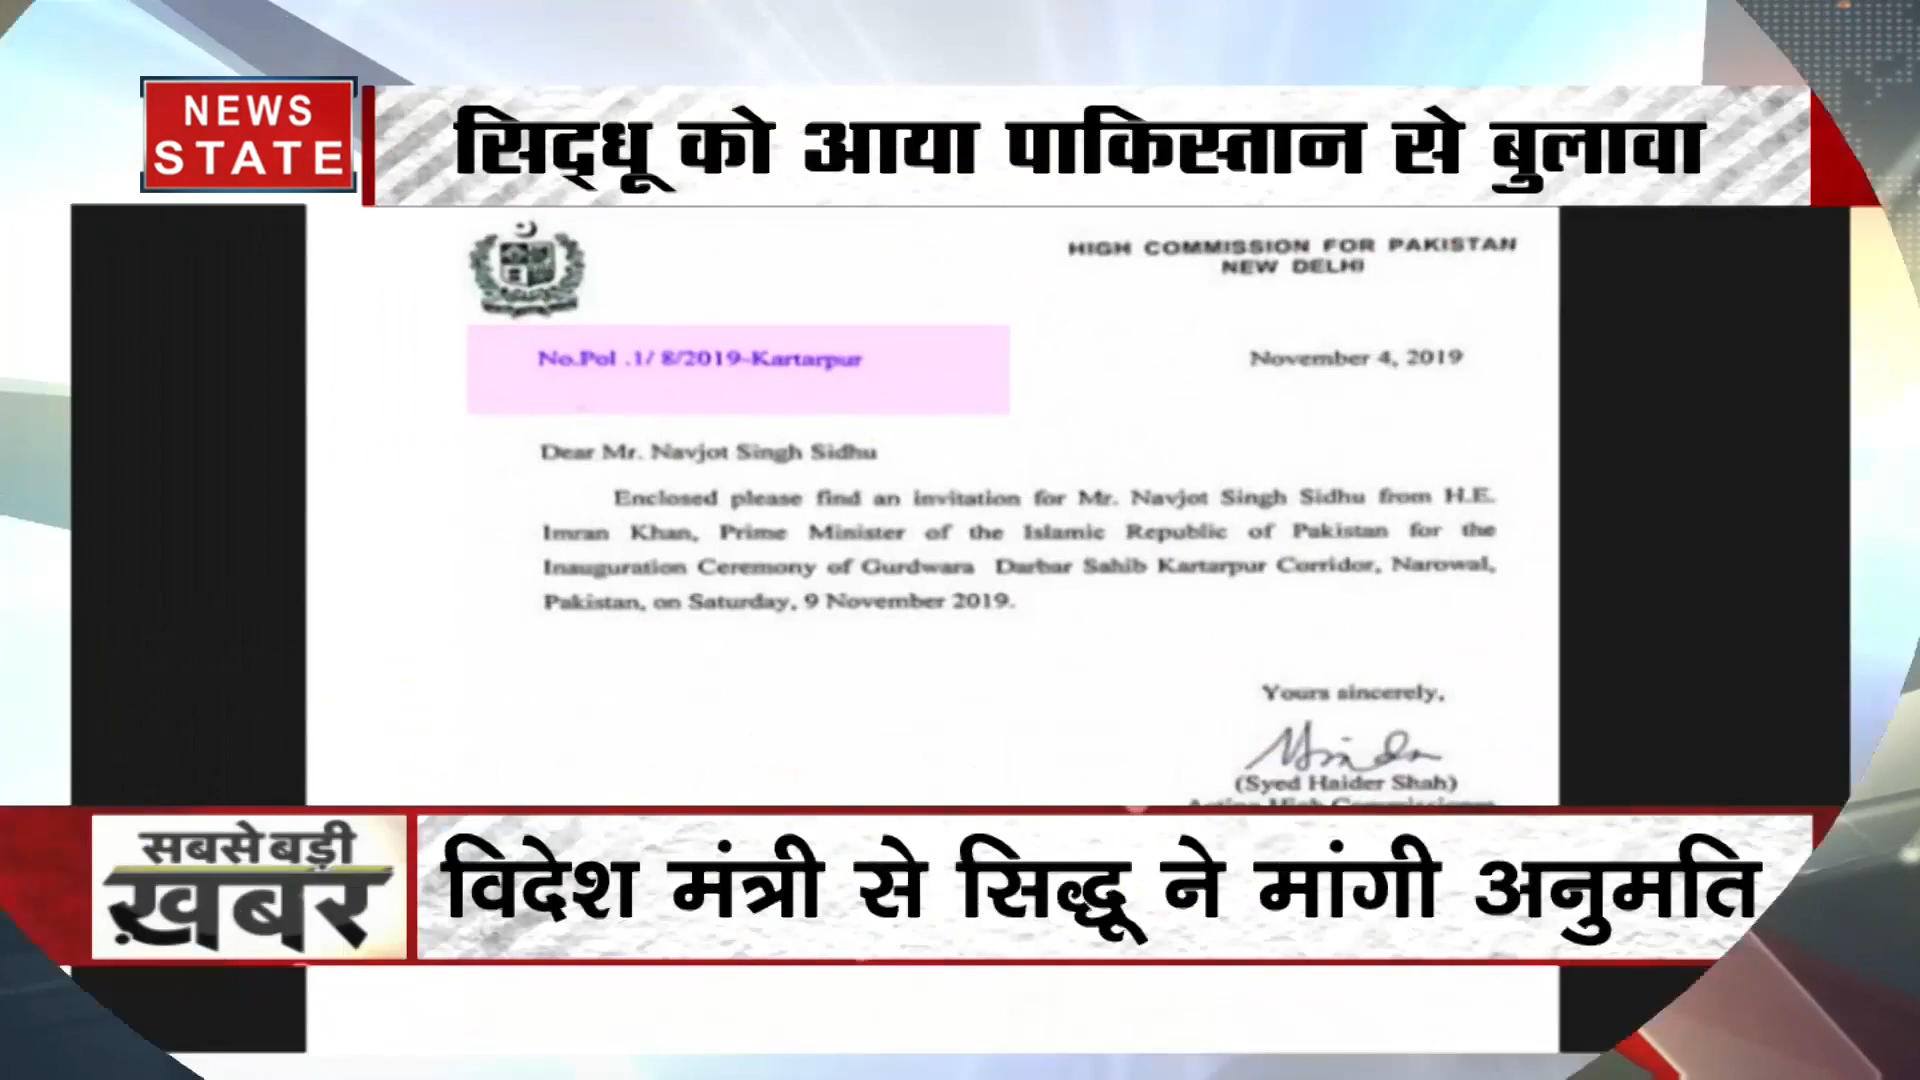 NEWS
STATE
सिद्धू को आया पाकिस्तान से बुलावा
HIGH COMMISSION FOR PAKISTAN
NEW DELHI
No.Pol .1/ 8/2019-Kartarpur
November 4, 2019
Dear Mr. Navjot Singh Sidhu
Enclosed please find an invitation for Mr. Navjot Singh Sidhu from H.E.
Imran Khan, Prime Minister of the Islamic Republic of Pakistan for the
Inauguration Ceremony of Gurdwara Darbar Sahib Kartarpur Corridor, Narowal,
Pakistan, on Saturday, 9 November 2019.
Yours sincerely,
(Syed Haider Shah)
सबसे बड़ी
ख़बर
विदेश मंत्री से सिद्धू ने मांगी अनुमति